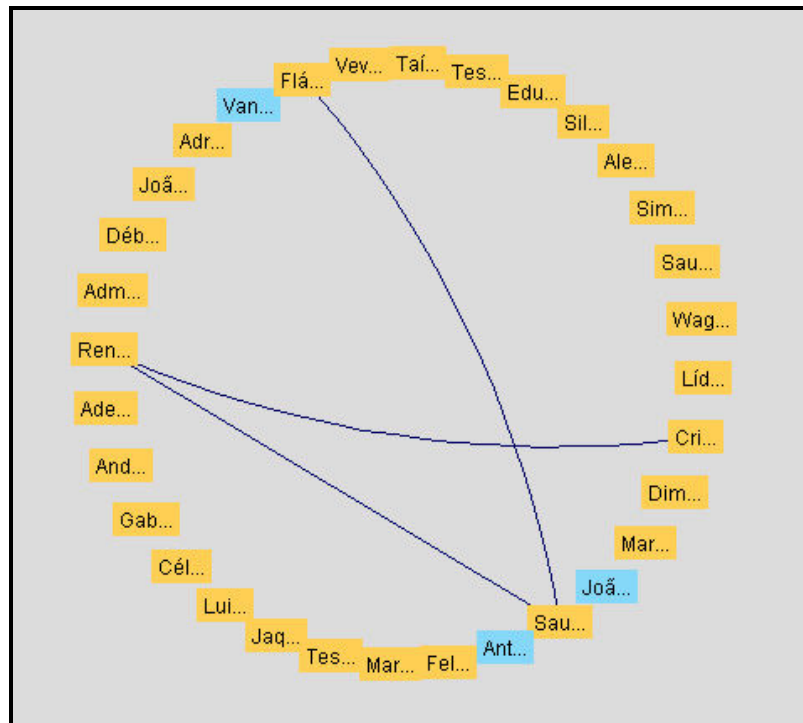 Taí...
Vev...
Tes...
Flá...
Edu...
Van...
Sil...
Adr...
Ale...
Joã...
Sim...
Déb...
Sau...
Adm...
Wag...
Ren...
Líd...
Ade...
Cri...
And...
Dim...
Gab...
Mar...
Cél...
Joã...
Lui...
Sau...
Jaq...
Ant...
Tes...
Mar...
Fel...